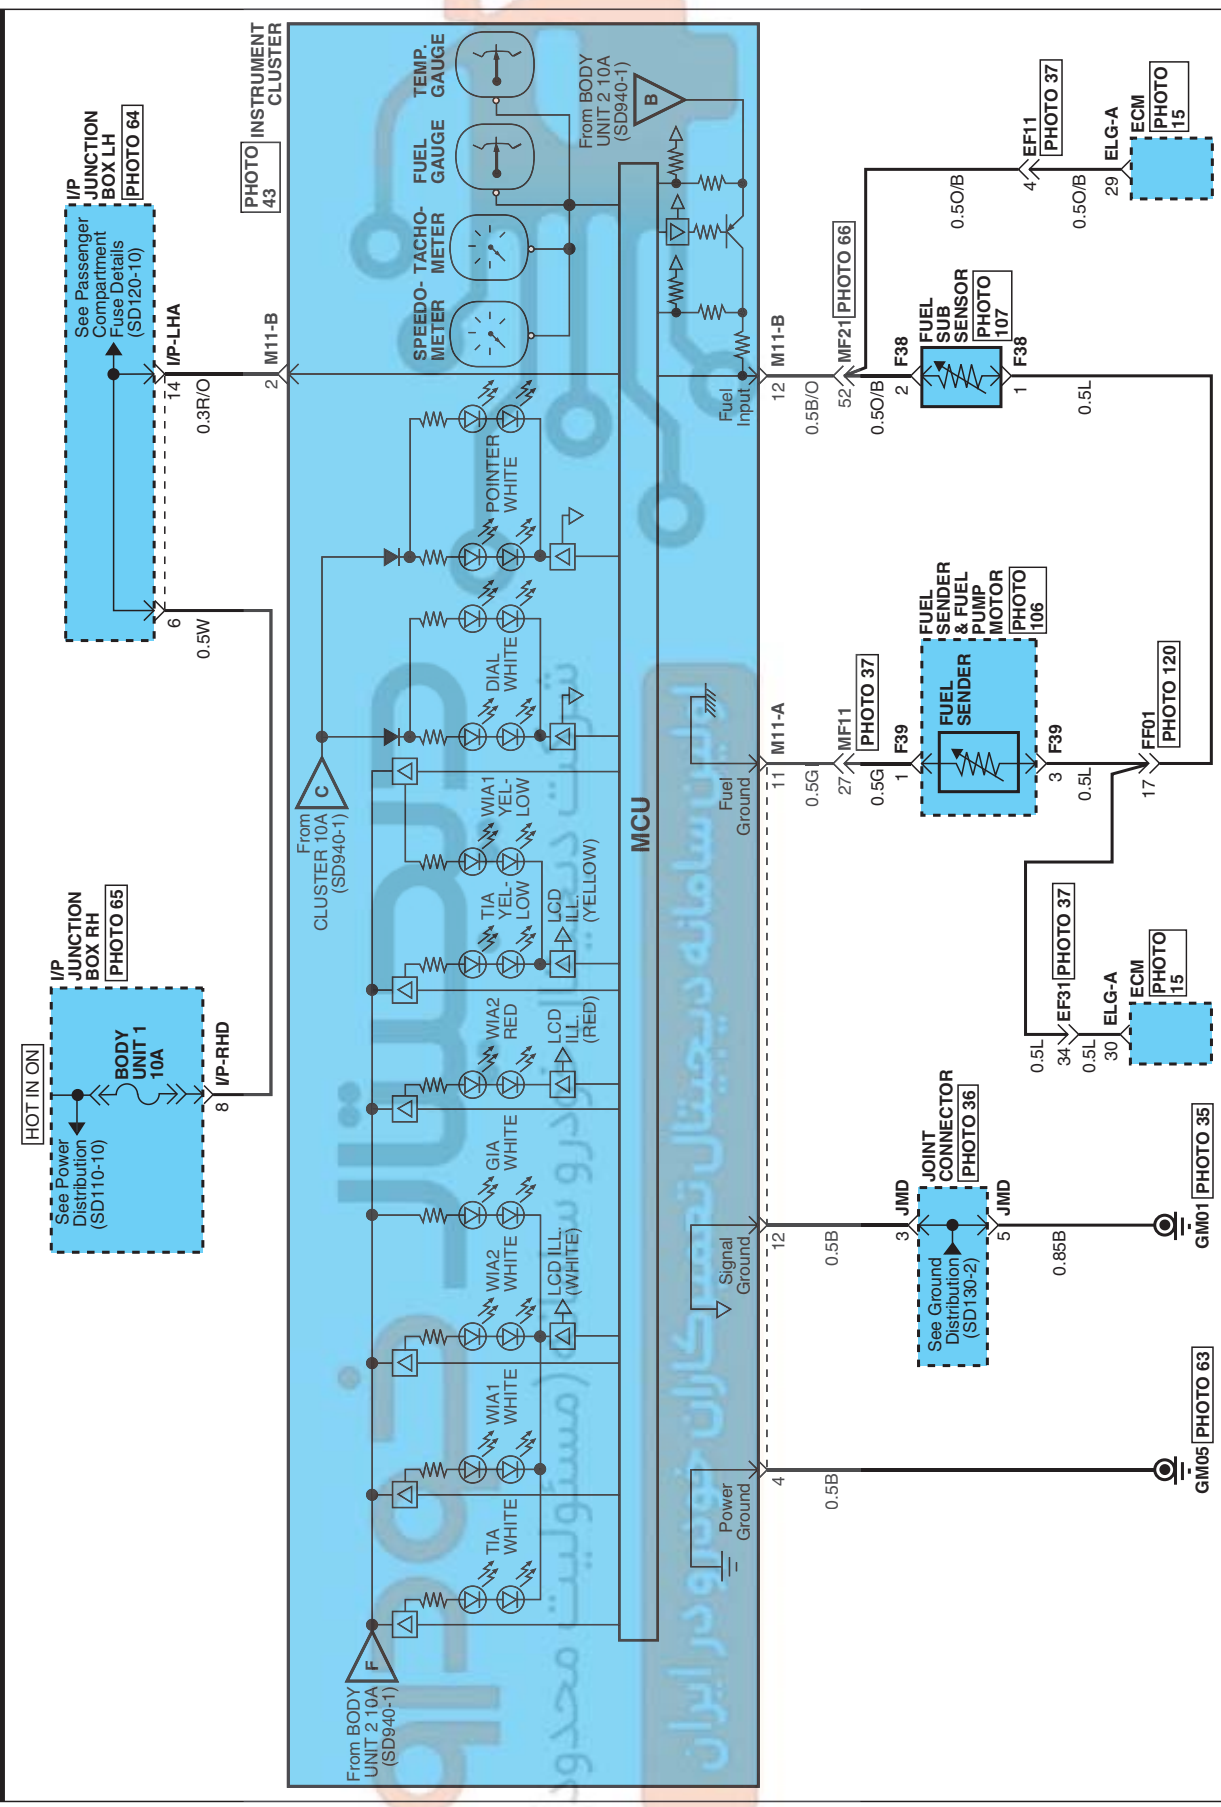 HOT IN ON
See Power
Distribution
(SD110-10)
BODY
UNIT 1
10A
I/P
JUNCTION
BOX RH
PHOTO 65
8
I/P-RHD
I/P
JUNCTION
BOX LH
PHOTO 64
See Passenger
Compartment
Fuse Details
(SD120-10)
6
0.5W
14
I/P-LHA
0.3R/O
2
M11-B
PHOTO
43
INSTRUMENT
CLUSTER
From BODY
UNIT 2 10A
(SD940-1)
F
TIA
WHITE
WIA1
WHITE
WIA2
WHITE
LCD ILL.
(WHITE)
GIA
WHITE
WIA2
RED
LCD
ILL.
(RED)
TIA
YEL-
LOW
LCD
ILL.
(YELLOW)
WIA1
YEL-
LOW
From
CLUSTER 10A
(SD940-1)
C
DIAL
WHITE
POINTER
WHITE
SPEEDO-
METER
TACHO-
METER
FUEL
GAUGE
TEMP.
GAUGE
From BODY
UNIT 2 10A
(SD940-1)
B
MCU
Power
Ground
Signal
Ground
Fuel
Ground
Fuel
Input
4
12
11
M11-A
12
M11-B
0.5B
0.5B
0.5G
0.5B/O
27
MF11
PHOTO 37
0.5G
52
MF21
PHOTO 66
0.5O/B
0.5O/B
4
EF11
PHOTO 37
0.5O/B
29
ELG-A
ECM
PHOTO
15
3
JMD
JOINT
CONNECTOR
PHOTO 36
See Ground
Distribution
(SD130-2)
5
JMD
0.85B
1
F39
FUEL
SENDER
& FUEL
PUMP
MOTOR
PHOTO
106
FUEL
SENDER
3
F39
0.5L
2
F38
FUEL
SUB
SENSOR
PHOTO
107
1
F38
0.5L
17
FF01
PHOTO 120
0.5L
34
EF31
PHOTO 37
0.5L
30
ELG-A
ECM
PHOTO
15
GM05
PHOTO 63
GM01
PHOTO 35
اولین سامانه دیجیتال تعمیرکاران خودرو در ایران